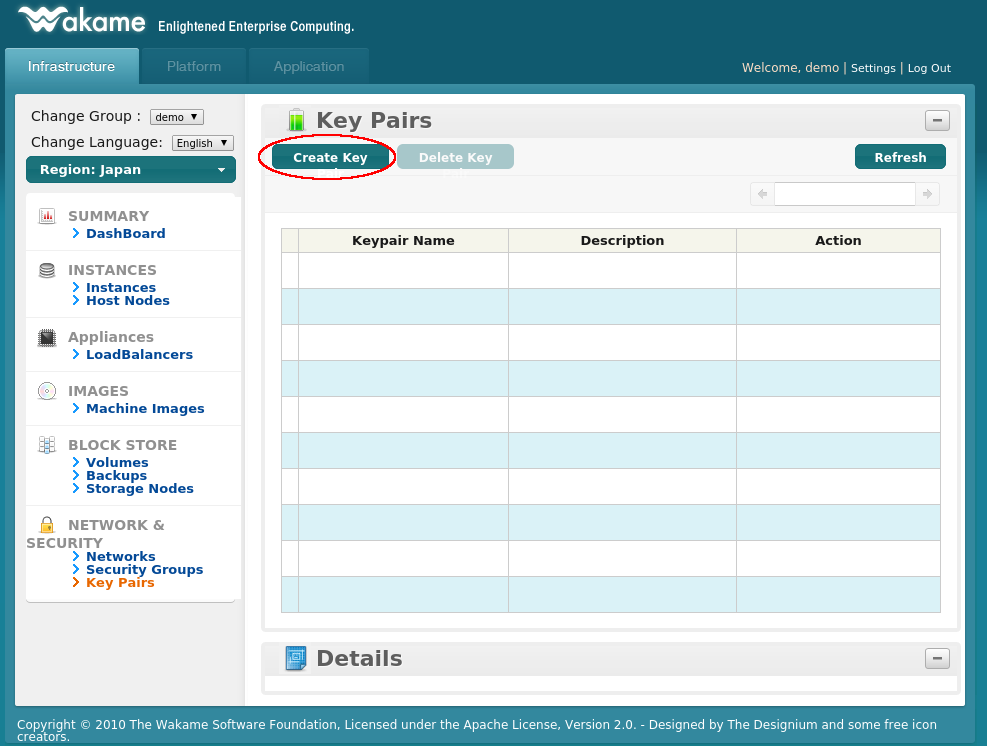 Wakame Enlightened Enterprise Computing.
Infrastructure Platform Application
Welcome, demo | Settings | Log Out
Change Group : demo ▼
Change Language: English ▼
Region: Japan
SUMMARY
DashBoard
INSTANCES
Instances
Host Nodes
Appliances
LoadBalancers
IMAGES
Machine Images
BLOCK STORE
Volumes
Backups
Storage Nodes
NETWORK &
SECURITY
Networks
Security Groups
Key Pairs
Key Pairs
Create Key Delete Key Refresh
Keypair Name Description Action
Details
Copyright © 2010 The Wakame Software Foundation, Licensed under the Apache License, Version 2.0. - Designed by The Designium and some free icon
creators.